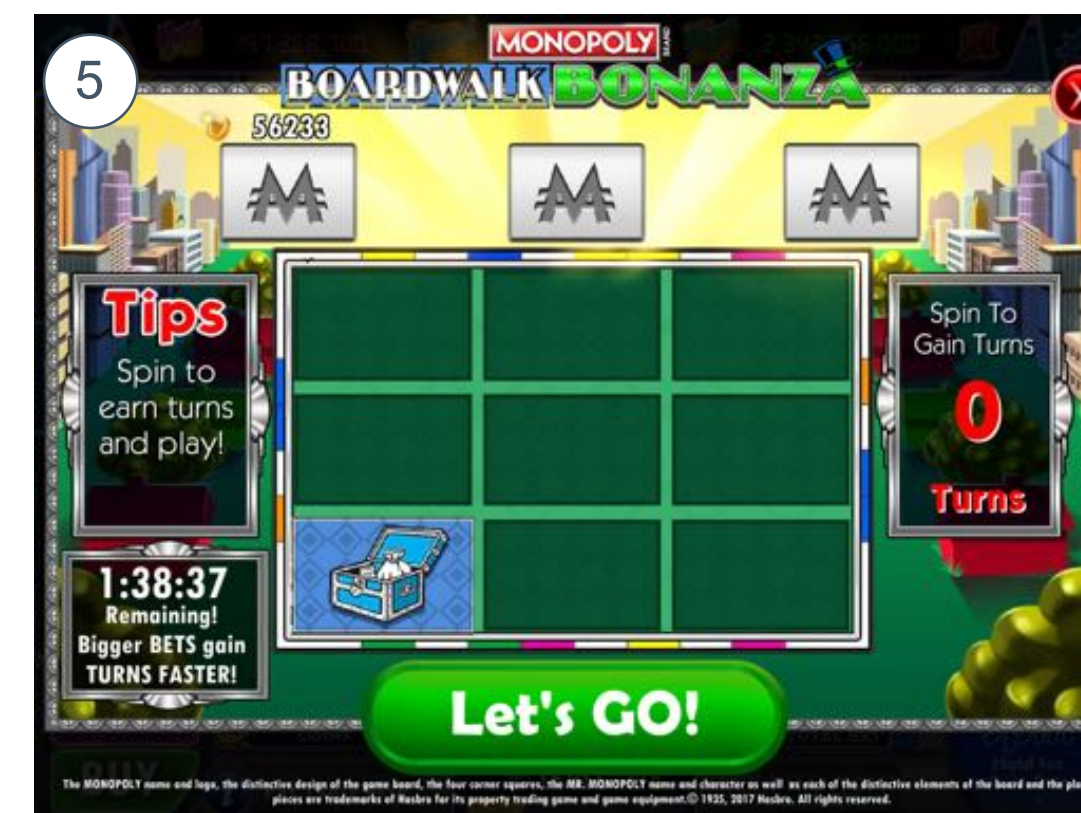 5
MONOPOLY
BRAND
BOARDWALK BONANZA
56233
Tips
Spin to
earn turns
and play!
Spin To
Gain Turns
0
Turns
1:38:37
Remaining!
Bigger BETS gain
TURNS FASTER!
Let's GO!
The MONOPOLY name and logo, the distinctive design of the game board, the four corner squares, the MR. MONOPOLY name and character as well as each of the distinctive elements of the board and the pla
pieces are trademarks of Hasbro for its property trading game and game equipment.© 1935, 2017 Hasbro. All rights reserved.